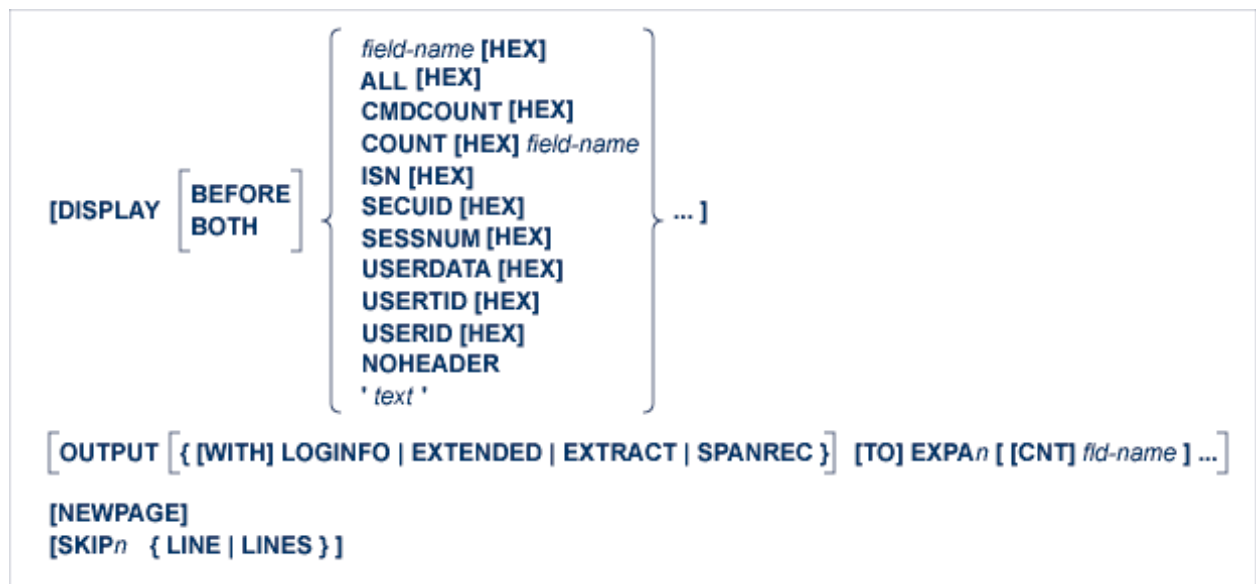 field-name [HEX]
ALL [HEX]
CMDCOUNT [HEX]
COUNT [HEX] field-name
ISN [HEX]
[DISPLAY [BEFORE BOTH] { SECUID [HEX] } ... ]
SESSNUM [HEX]
USERDATA [HEX]
USERTID [HEX]
USERID [HEX]
NOHEADER
' text '
[OUTPUT [{ [WITH] LOGINFO | EXTENDED | EXTRACT | SPANREC }] [TO] EXPAn [ [CNT] fld-name ] ...]
[NEWPAGE]
[SKIPn { LINE | LINES } ]